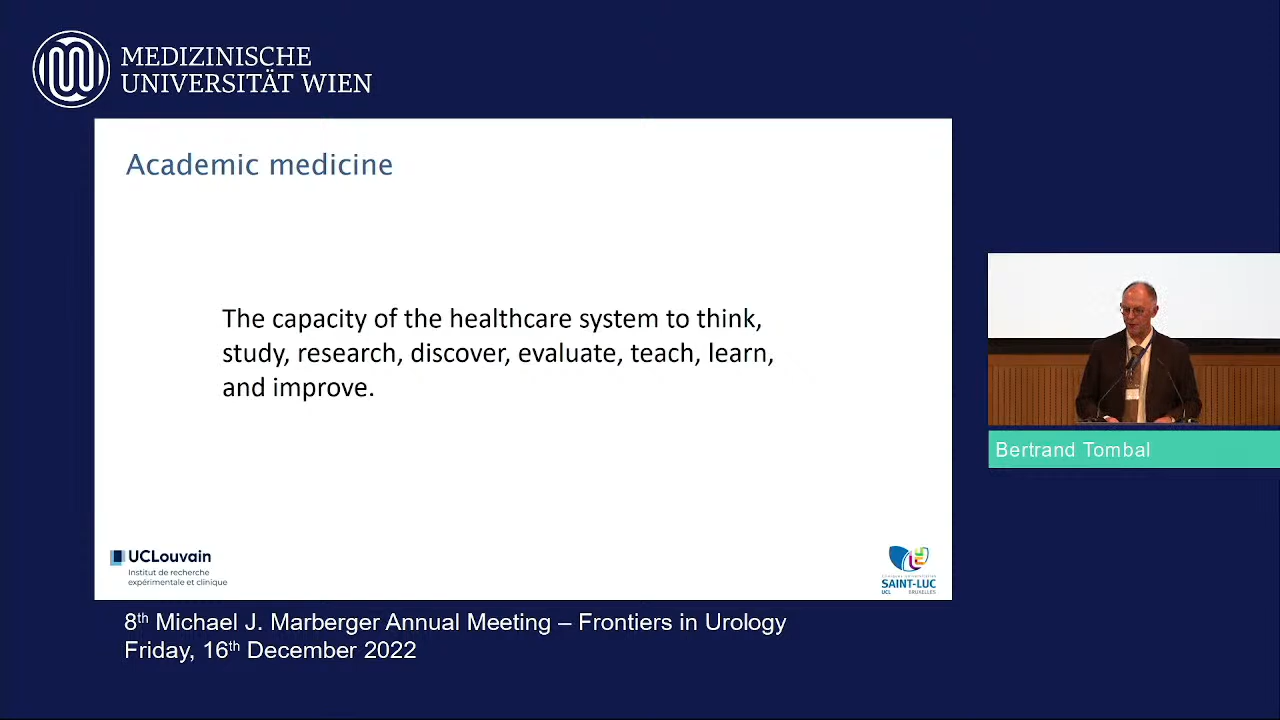 MEDIZINISCHE
UNIVERSITÄT WIEN
Academic medicine
The capacity of the healthcare system to think,
study, research, discover, evaluate, teach, learn,
and improve.
Bertrand Tombal
UCLouvain
Institut de recherche
expérimentale et clinique
CLINIQUES UNIVERSITAIRES
SAINT-LUC
UCL BRUXELLES
8th Michael J. Marberger Annual Meeting – Frontiers in Urology
Friday, 16th December 2022